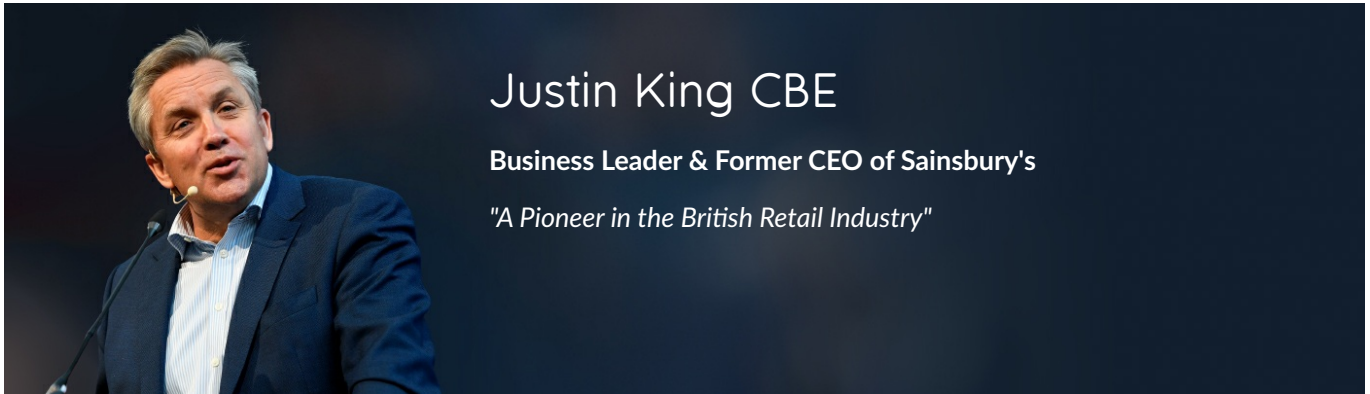 Justin King CBE
Business Leader & Former CEO of Sainsbury's
"A Pioneer in the British Retail Industry"